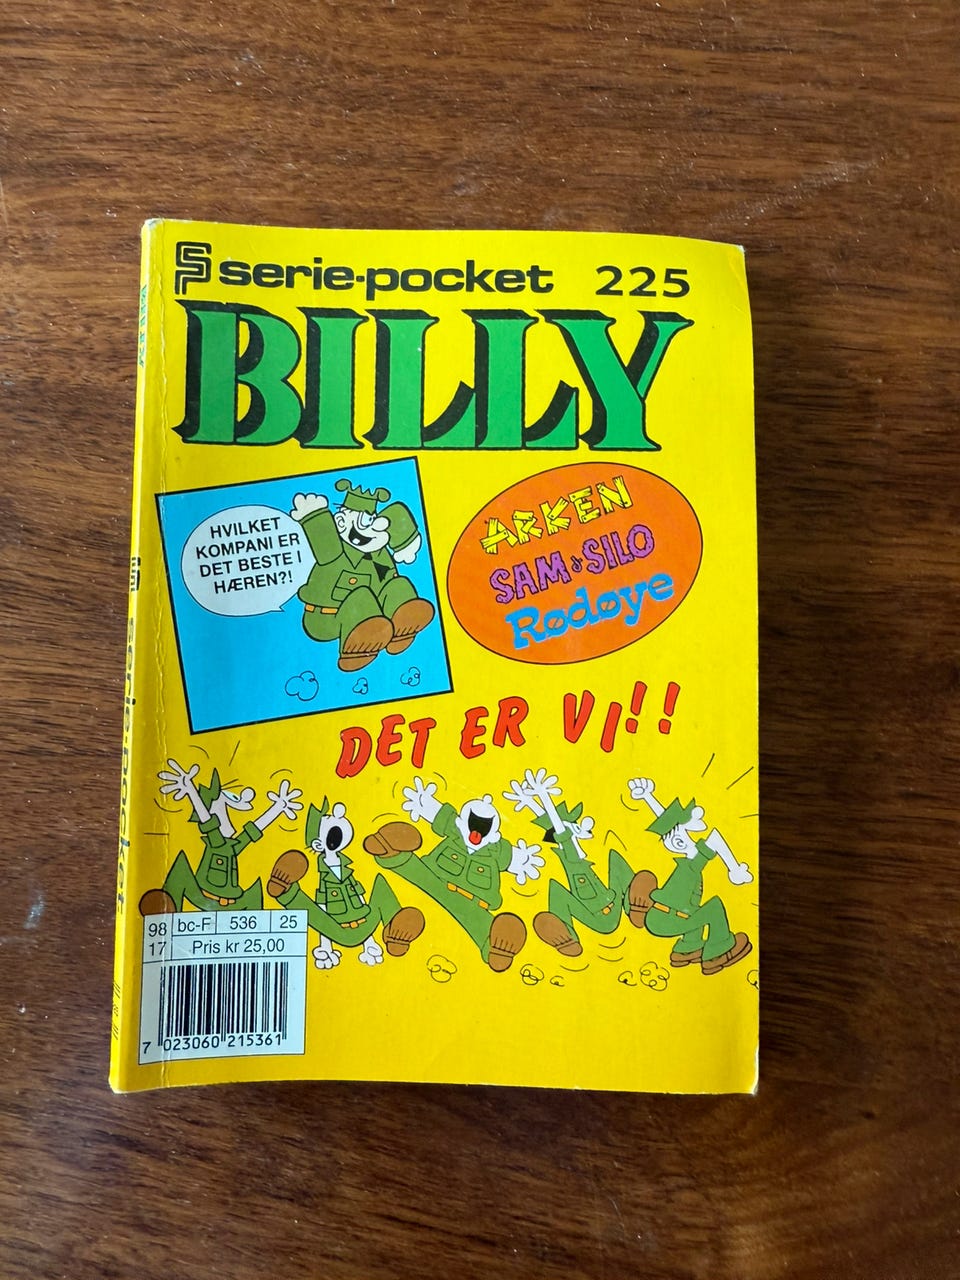 serie-pocket 225
BILLY
HVILKET
KOMPANI ER
DET BESTE I
HÆREN?!
ARKEN
SAM & SILO
Rødøye
DET ER VI!!
98 bc-F 536 25
17 Pris kr 25,00
7 023060 215361
BILLY
serie-pocket